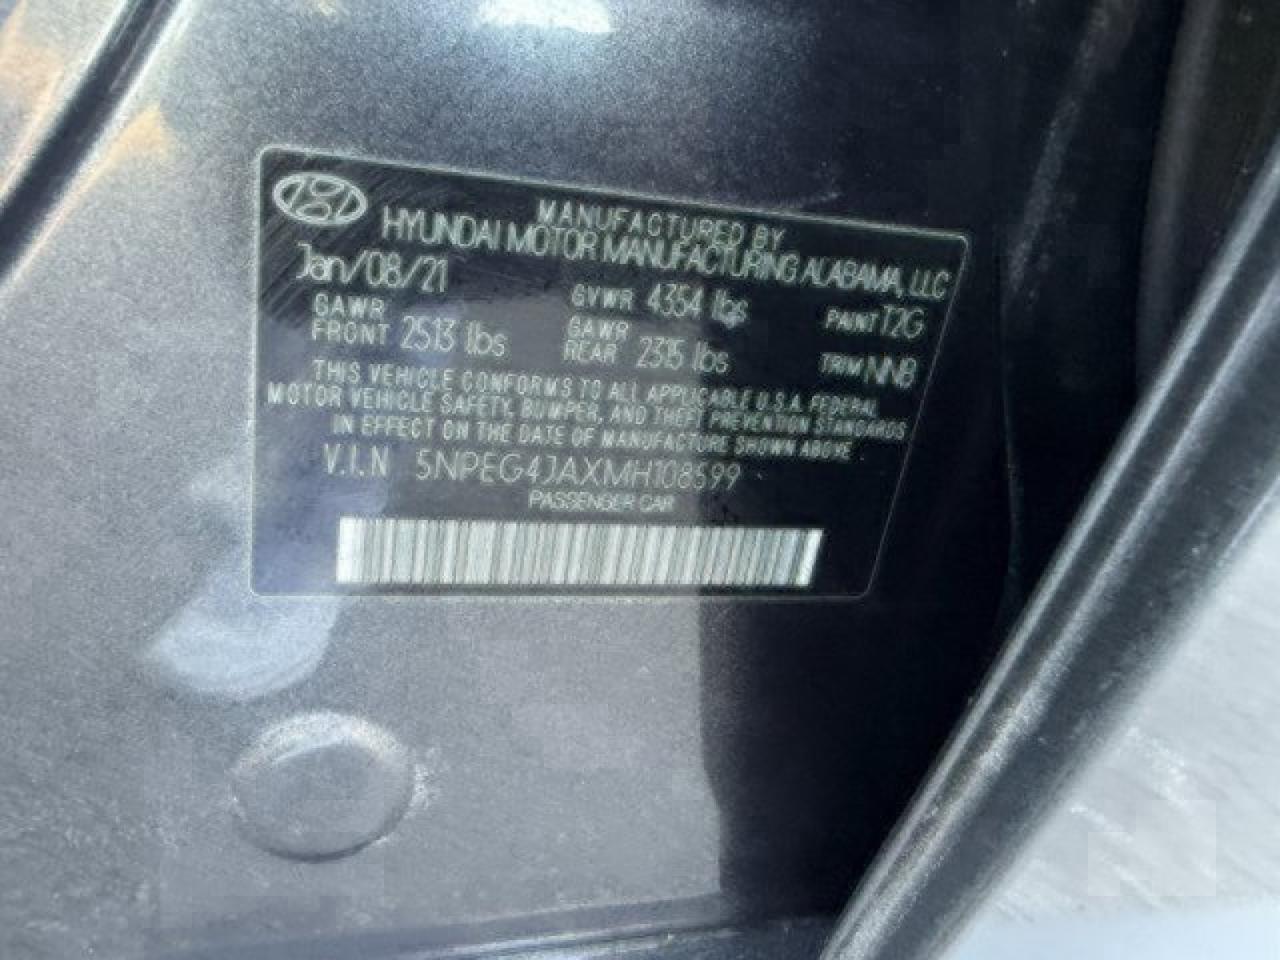 MANUFACTURED BY
HYUNDAI MOTOR MANUFACTURING ALABAMA, LLC
Jan/08/21 GVWR 4354 lbs PAINT T2G
GAWR FRONT 2513 lbs GAWR REAR 2315 lbs TRIM NNB
THIS VEHICLE CONFORMS TO ALL APPLICABLE U.S.A. FEDERAL
MOTOR VEHICLE SAFETY, BUMPER, AND THEFT PREVENTION STANDARDS
IN EFFECT ON THE DATE OF MANUFACTURE SHOWN ABOVE.
V.I.N 5NPEG4JAXMH108599
PASSENGER CAR